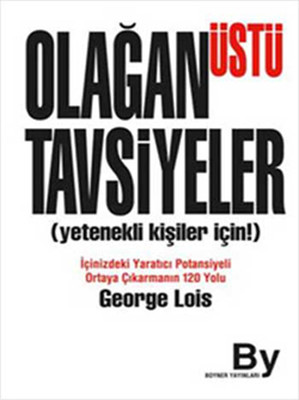 OLAĞANÜSTÜ
TAVSİYELER
(yetenekli kişiler için!)
İçinizdeki Yaratıcı Potansiyeli
Ortaya Çıkarmanın 120 Yolu
George Lois
By
BOYNER YAYINLARI